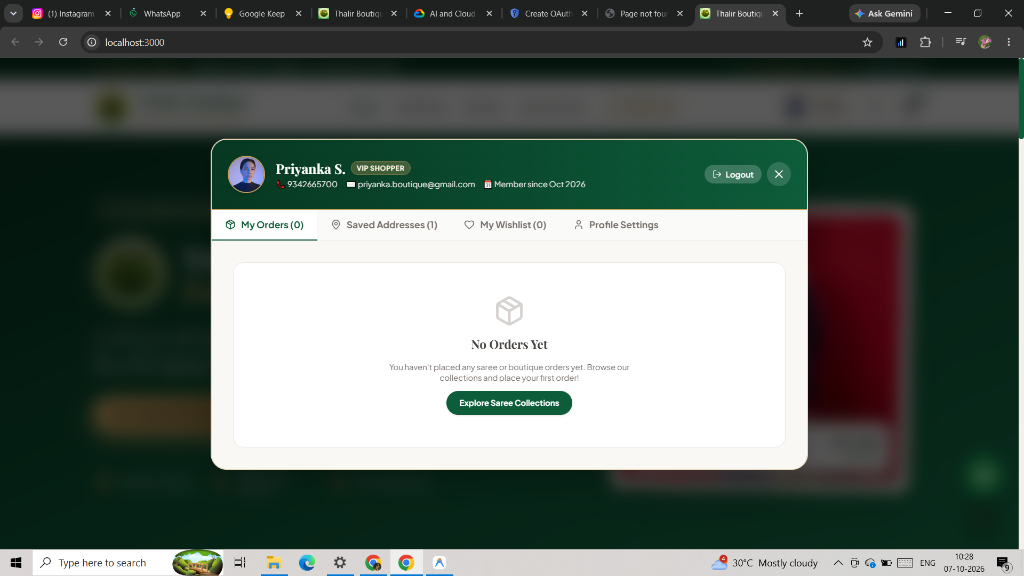 (1) Instagram
WhatsApp
Google Keep
Thalir Boutiqu
AI and Cloud
Create OAuth
Page not four
Thalir Boutiqu
Ask Gemini
localhost:3000
Priyanka S. VIP SHOPPER
9342665700 priyanka.boutique@gmail.com Member since Oct 2026
Logout
My Orders (0) Saved Addresses (1) My Wishlist (0) Profile Settings
No Orders Yet
You haven't placed any saree or boutique orders yet. Browse our
collections and place your first order!
Explore Saree Collections
Type here to search
4
30°C Mostly cloudy
ENG
10:28
07-10-2026
9